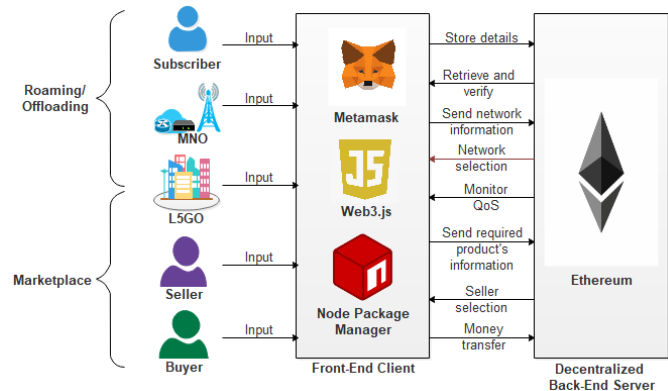 Roaming/
Offloading
Marketplace
Subscriber
MNO
L5GO
Seller
Buyer
Input
Input
Input
Input
Input
Metamask
JS
Web3.js
n
Node Package
Manager
Front-End Client
Store details
Retrieve and
verify
Send network
information
Network
selection
Monitor
QoS
Send required
product's
information
Seller
selection
Money
transfer
Ethereum
Decentralized
Back-End Server